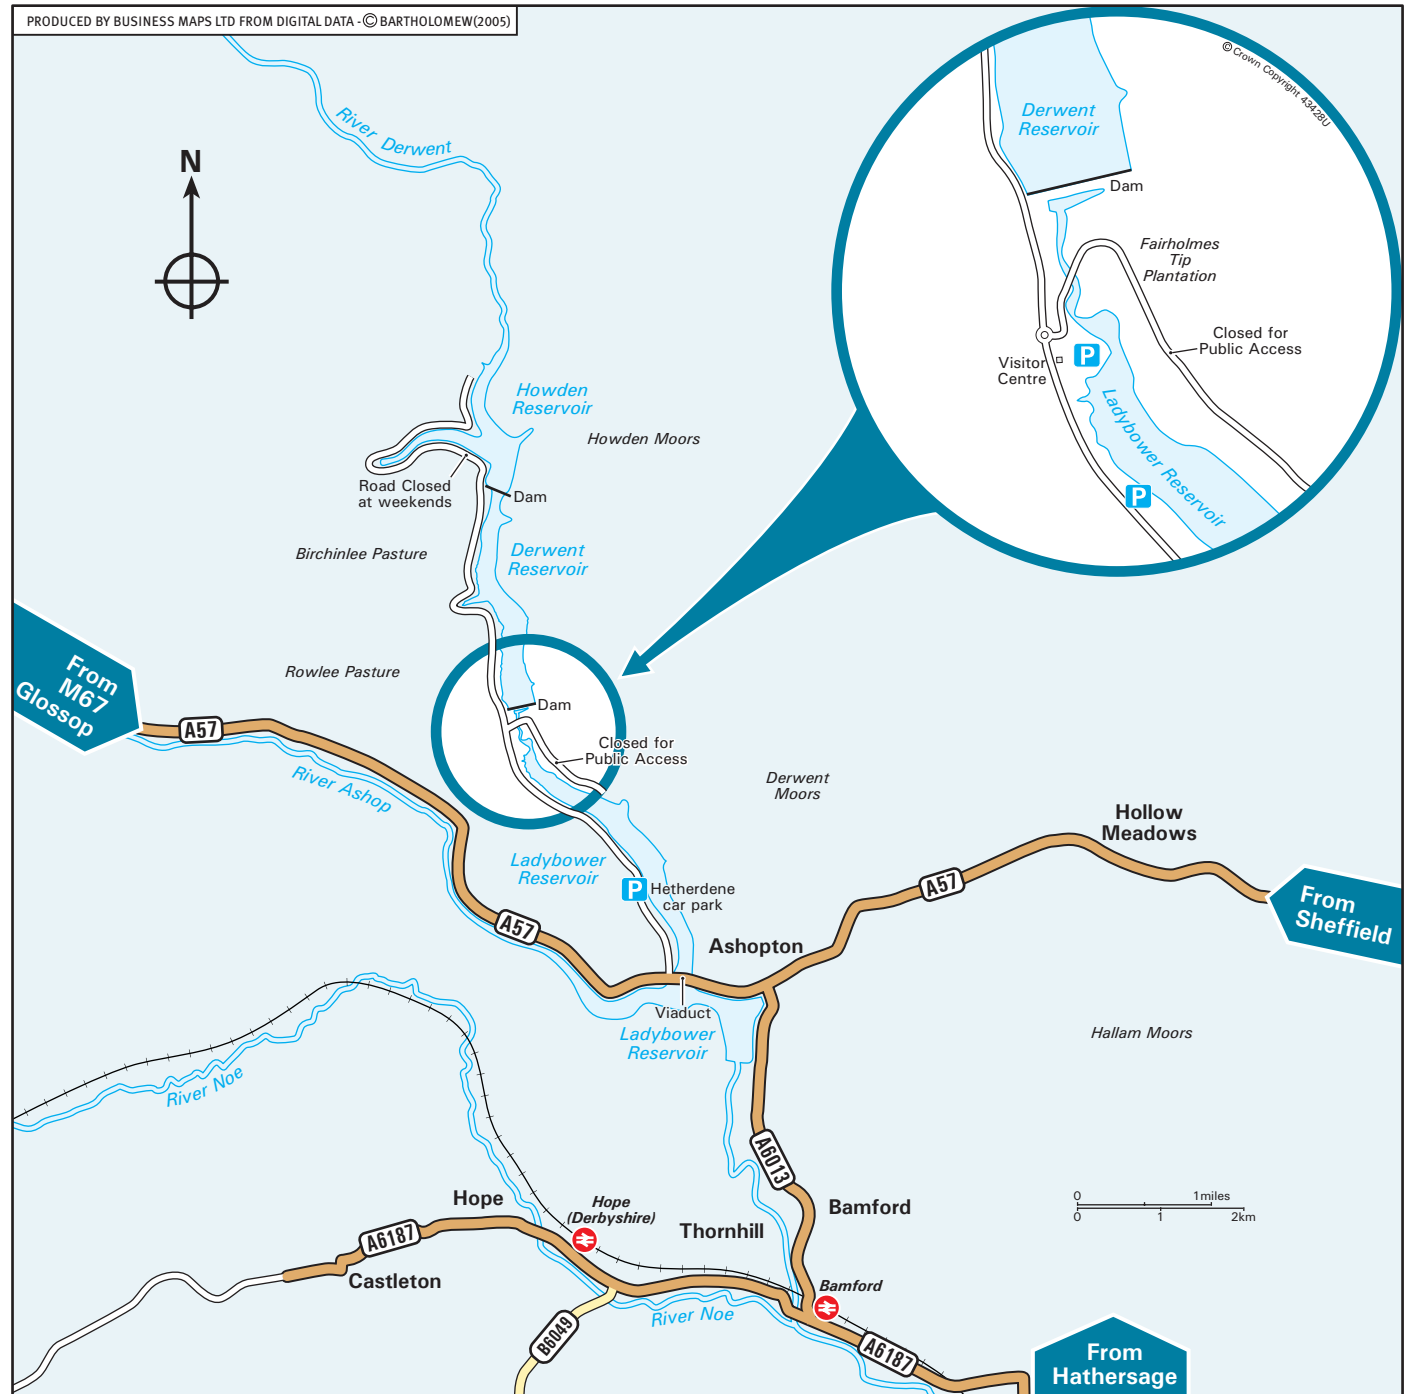 PRODUCED BY BUSINESS MAPS LTD FROM DIGITAL DATA - © BARTHOLOMEW(2005)
© Crown Copyright 43428U
River Derwent
N
Derwent
Reservoir
Dam
Fairholmes
Tip
Plantation
Closed for
Public Access
Visitor
Centre
P
Ladybower Reservoir
P
Howden
Reservoir
Howden Moors
Road Closed
at weekends
Dam
Birchinlee Pasture
Derwent
Reservoir
From
M67
Glossop
Rowlee Pasture
A57
Dam
Closed for
Public Access
River Ashop
Derwent
Moors
Hollow
Meadows
Ladybower
Reservoir
P
Hetherdene
car park
A57
From
Sheffield
A57
Ashopton
Viaduct
Ladybower
Reservoir
Hallam Moors
River Noe
A6013
Hope
Hope
(Derbyshire)
Thornhill
Bamford
0
1miles
0
1
2km
A6187
Castleton
Bamford
River Noe
B6049
A6187
From
Hathersage